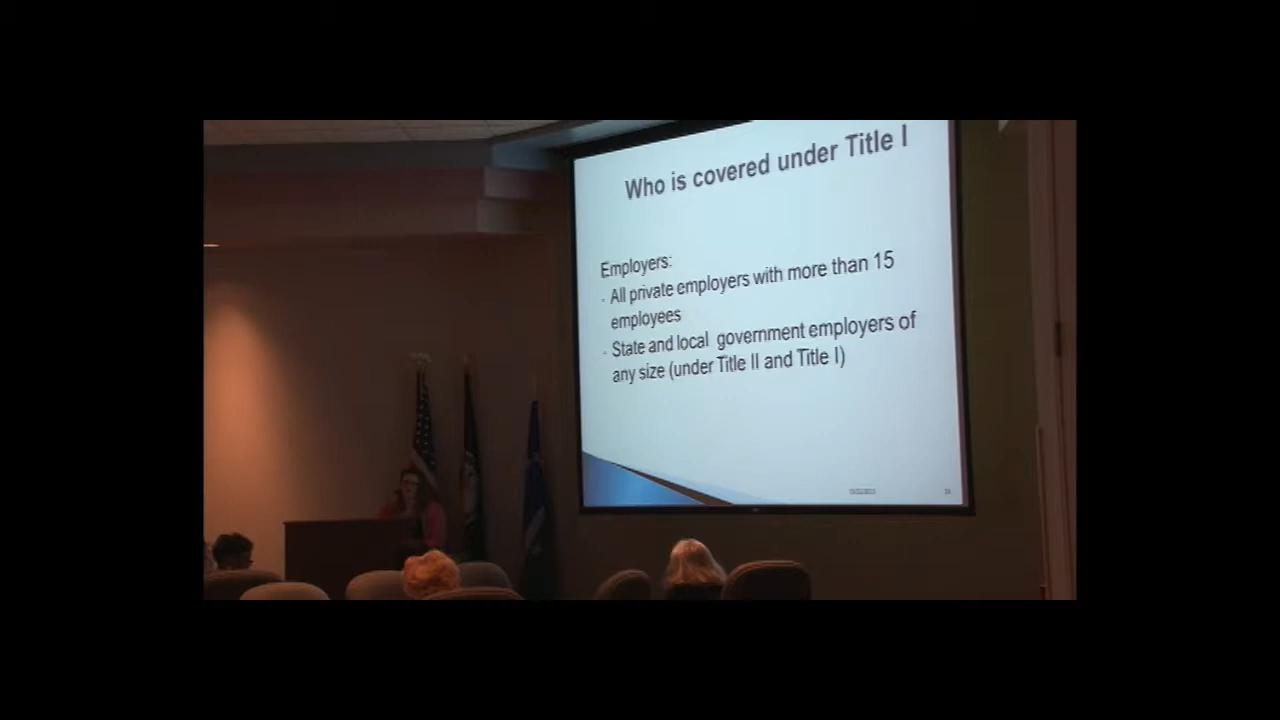 Who is covered under Title I
Employers:
- All private employers with more than 15
employees
- State and local government employers of
any size (under Title II and Title I)